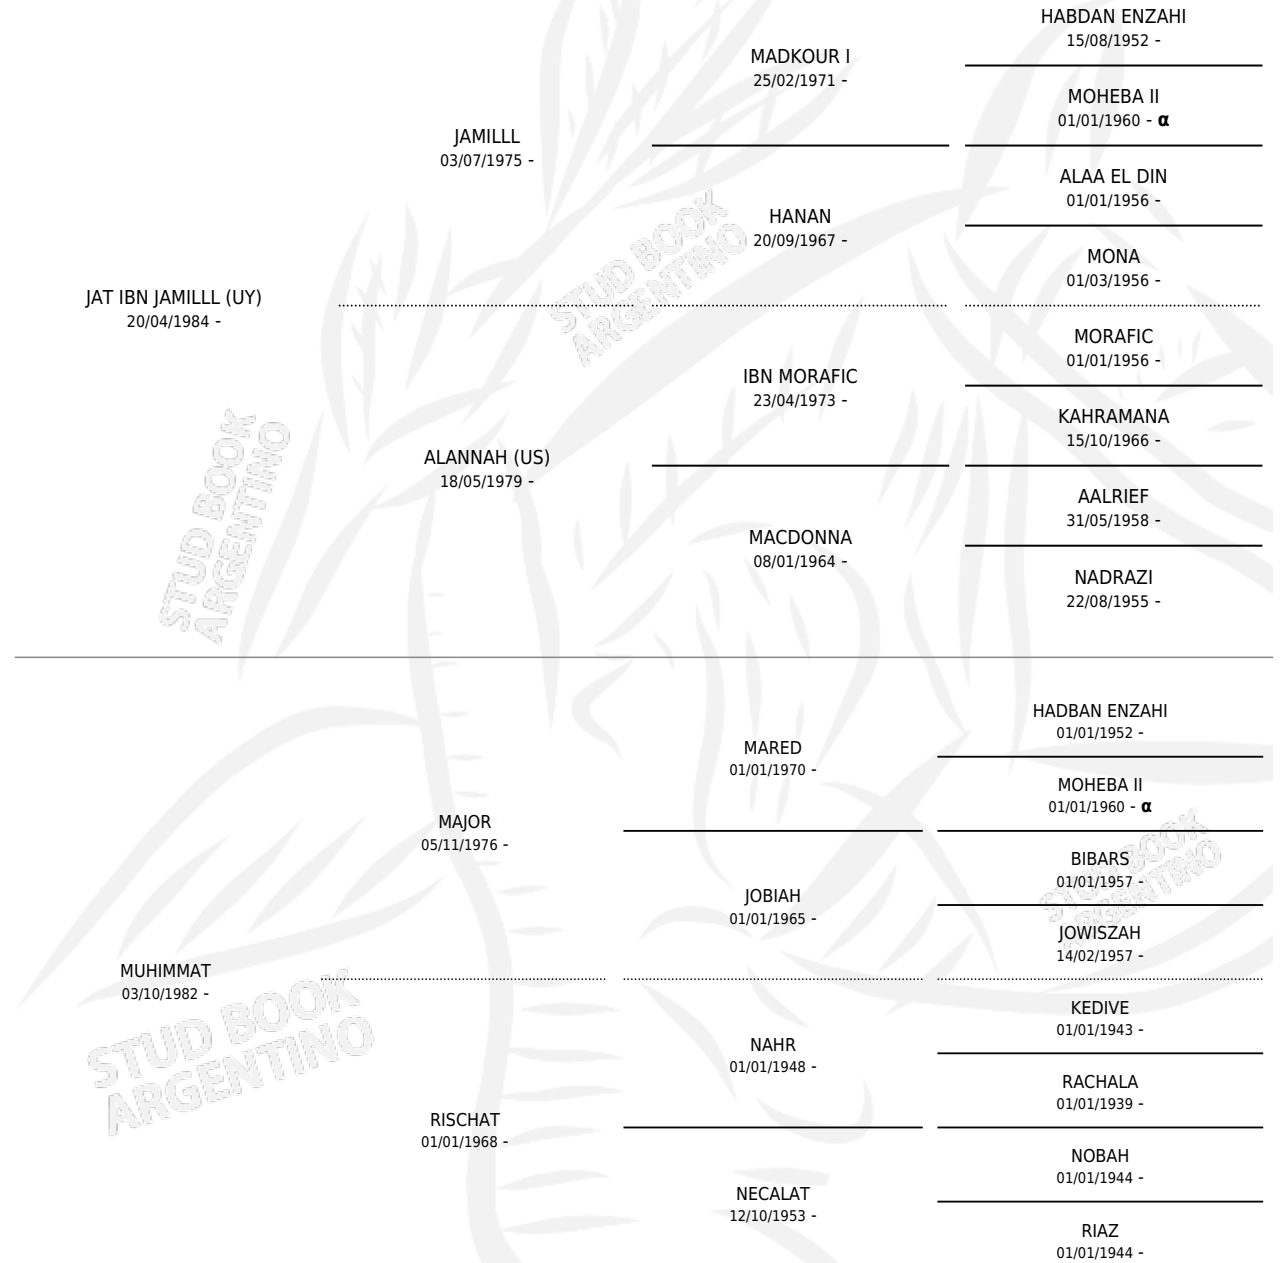 HABDAN ENZAHI
15/08/1952 -
MADKOUR I
25/02/1971 -
MOHEBA II
01/01/1960 - α
JAMILLL
03/07/1975 -
ALAA EL DIN
01/01/1956 -
HANAN
20/09/1967 -
MONA
01/03/1956 -
JAT IBN JAMILLL (UY)
20/04/1984 -
MORAFIC
01/01/1956 -
IBN MORAFIC
23/04/1973 -
KAHRAMANA
15/10/1966 -
ALANNAH (US)
18/05/1979 -
AALRIEF
31/05/1958 -
MACDONNA
08/01/1964 -
NADRAZI
22/08/1955 -
STUD BOOK
ARGENTINO
STUD BOOK
ARGENTINO
HADBAN ENZAHI
01/01/1952 -
MARED
01/01/1970 -
MOHEBA II
01/01/1960 - α
MAJOR
05/11/1976 -
BIBARS
01/01/1957 -
JOBIAH
01/01/1965 -
JOWISZAH
14/02/1957 -
MUHIMMAT
03/10/1982 -
KEDIVE
01/01/1943 -
NAHR
01/01/1948 -
RACHALA
01/01/1939 -
RISCHAT
01/01/1968 -
NOBAH
01/01/1944 -
NECALAT
12/10/1953 -
RIAZ
01/01/1944 -
STUD BOOK
ARGENTINO
STUD BOOK
ARGENTINO